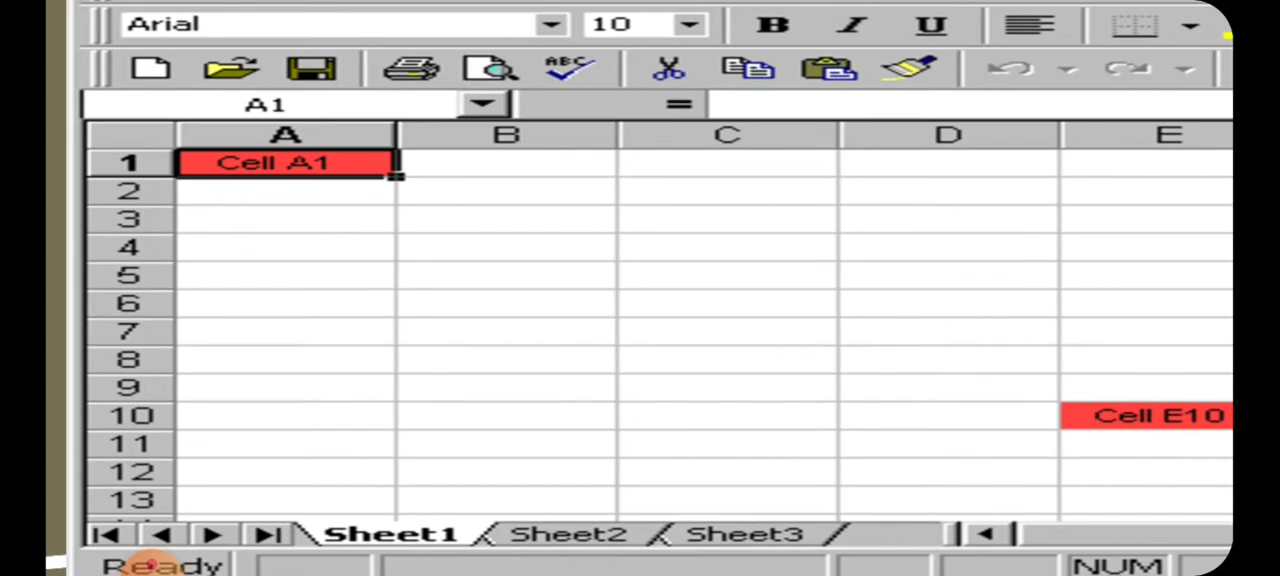 Arial 10 B I U
ABC
A1 =
A B C D E
1 Cell A1
2
3
4
5
6
7
8
9
10 Cell E10
11
12
13
Sheet1 Sheet2 Sheet3
Ready NUM